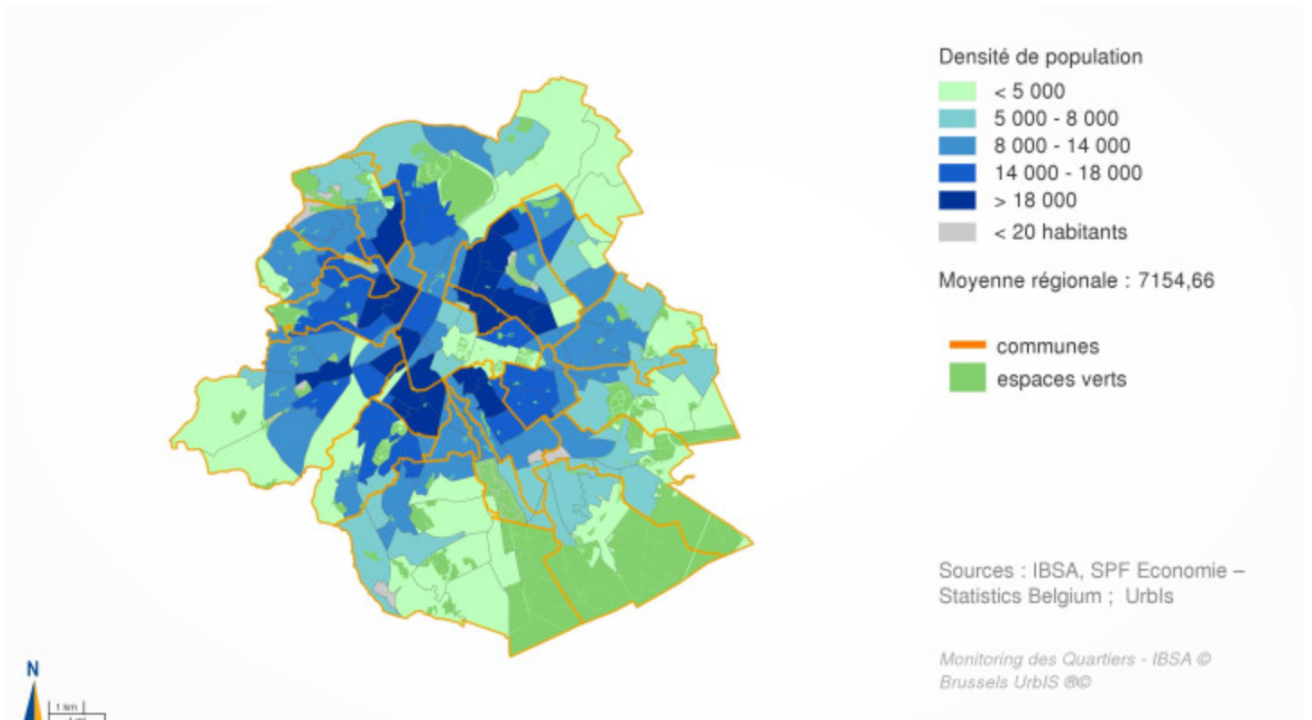 Densité de population
< 5 000
5 000 - 8 000
8 000 - 14 000
14 000 - 18 000
> 18 000
< 20 habitants
Moyenne régionale : 7154,66
communes
espaces verts
Sources : IBSA, SPF Economie –
Statistics Belgium ; UrbIs
Monitoring des Quartiers - IBSA ©
Brussels UrbIS ®©
N
1 km